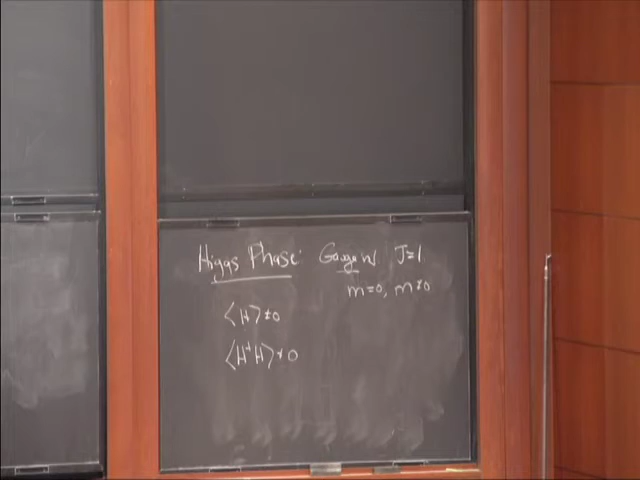 Higgs Phase: Gauge w/ J=1
m=0, m≠0
⟨H⟩≠0
⟨H⁺H⟩≠0